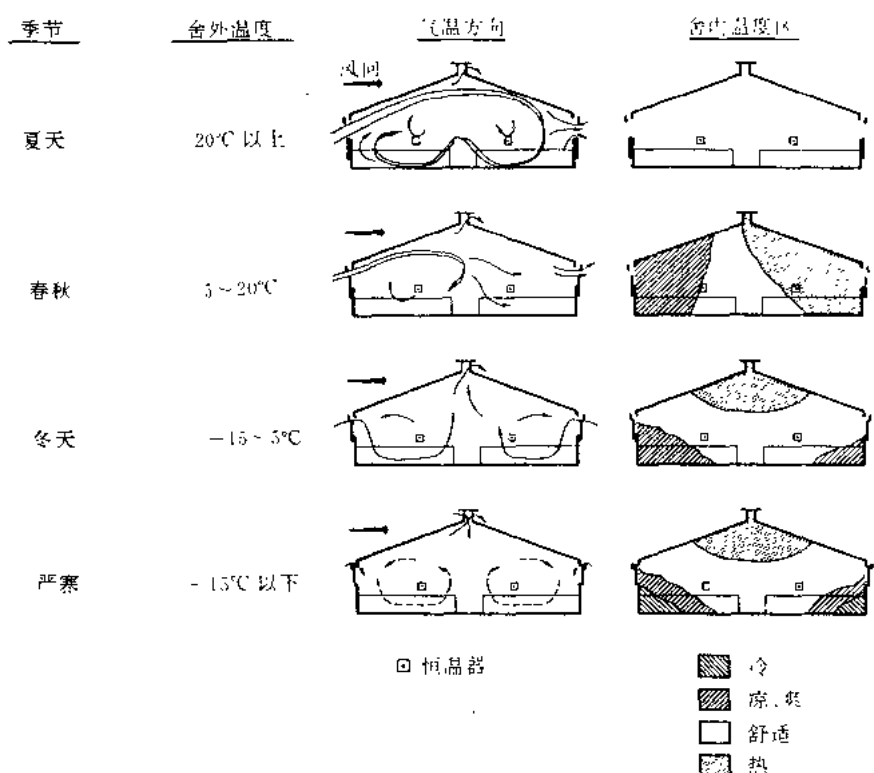 季节 舍外温度 气温方向 舍内温度区
风向
夏天 20℃ 以上
春秋 5～20℃
冬天 －15～5℃
严寒 －15℃ 以下
恒温器
冷
凉、爽
舒适
热